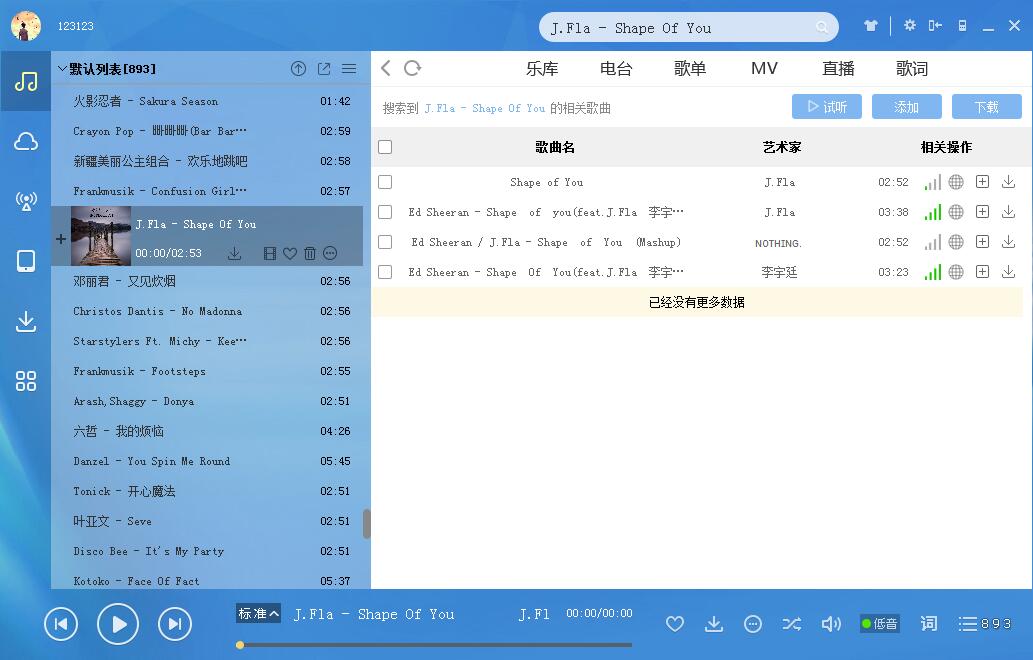 123123
J.Fla - Shape Of You
默认列表[893]
火影忍者 - Sakura Season 01:42
Crayon Pop - 빠빠빠(Bar Bar… 02:59
新疆美丽公主组合 - 欢乐地跳吧 02:58
Frankmusik - Confusion Girl… 02:57
J.Fla - Shape Of You
00:00/02:53
邓丽君 - 又见炊烟 02:56
Christos Dantis - No Madonna 02:56
Starstylers Ft. Michy - Kee… 02:56
Frankmusik - Footsteps 02:55
Arash,Shaggy - Donya 02:51
六哲 - 我的烦恼 04:26
Danzel - You Spin Me Round 05:45
Tonick - 开心魔法 02:51
叶亚文 - Seve 02:51
Disco Bee - It's My Party 02:51
Kotoko - Face Of Fact 05:37
乐库 电台 歌单 MV 直播 歌词
搜索到 J.Fla - Shape Of You 的相关歌曲 试听 添加 下载
歌曲名 艺术家 相关操作
Shape of You J.Fla 02:52
Ed Sheeran - Shape of you(feat.J.Fla 李宇… J.Fla 03:38
Ed Sheeran / J.Fla - Shape of You (Mashup) NOTHING. 02:52
Ed Sheeran - Shape Of You(feat.J.Fla 李宇… 李宇廷 03:23
已经没有更多数据
标准 J.Fla - Shape Of You J.Fl 00:00/00:00
低音 词 893